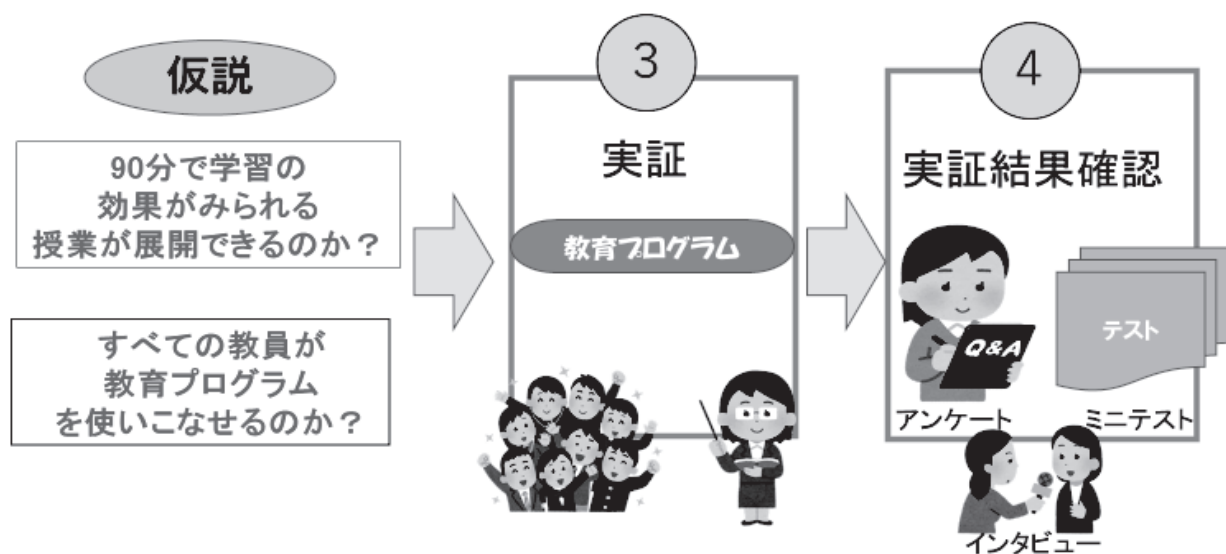 仮説
90分で学習の
効果がみられる
授業が展開できるのか？
すべての教員が
教育プログラム
を使いこなせるのか？
3
実証
教育プログラム
4
実証結果確認
Q&A
テスト
アンケート
ミニテスト
インタビュー